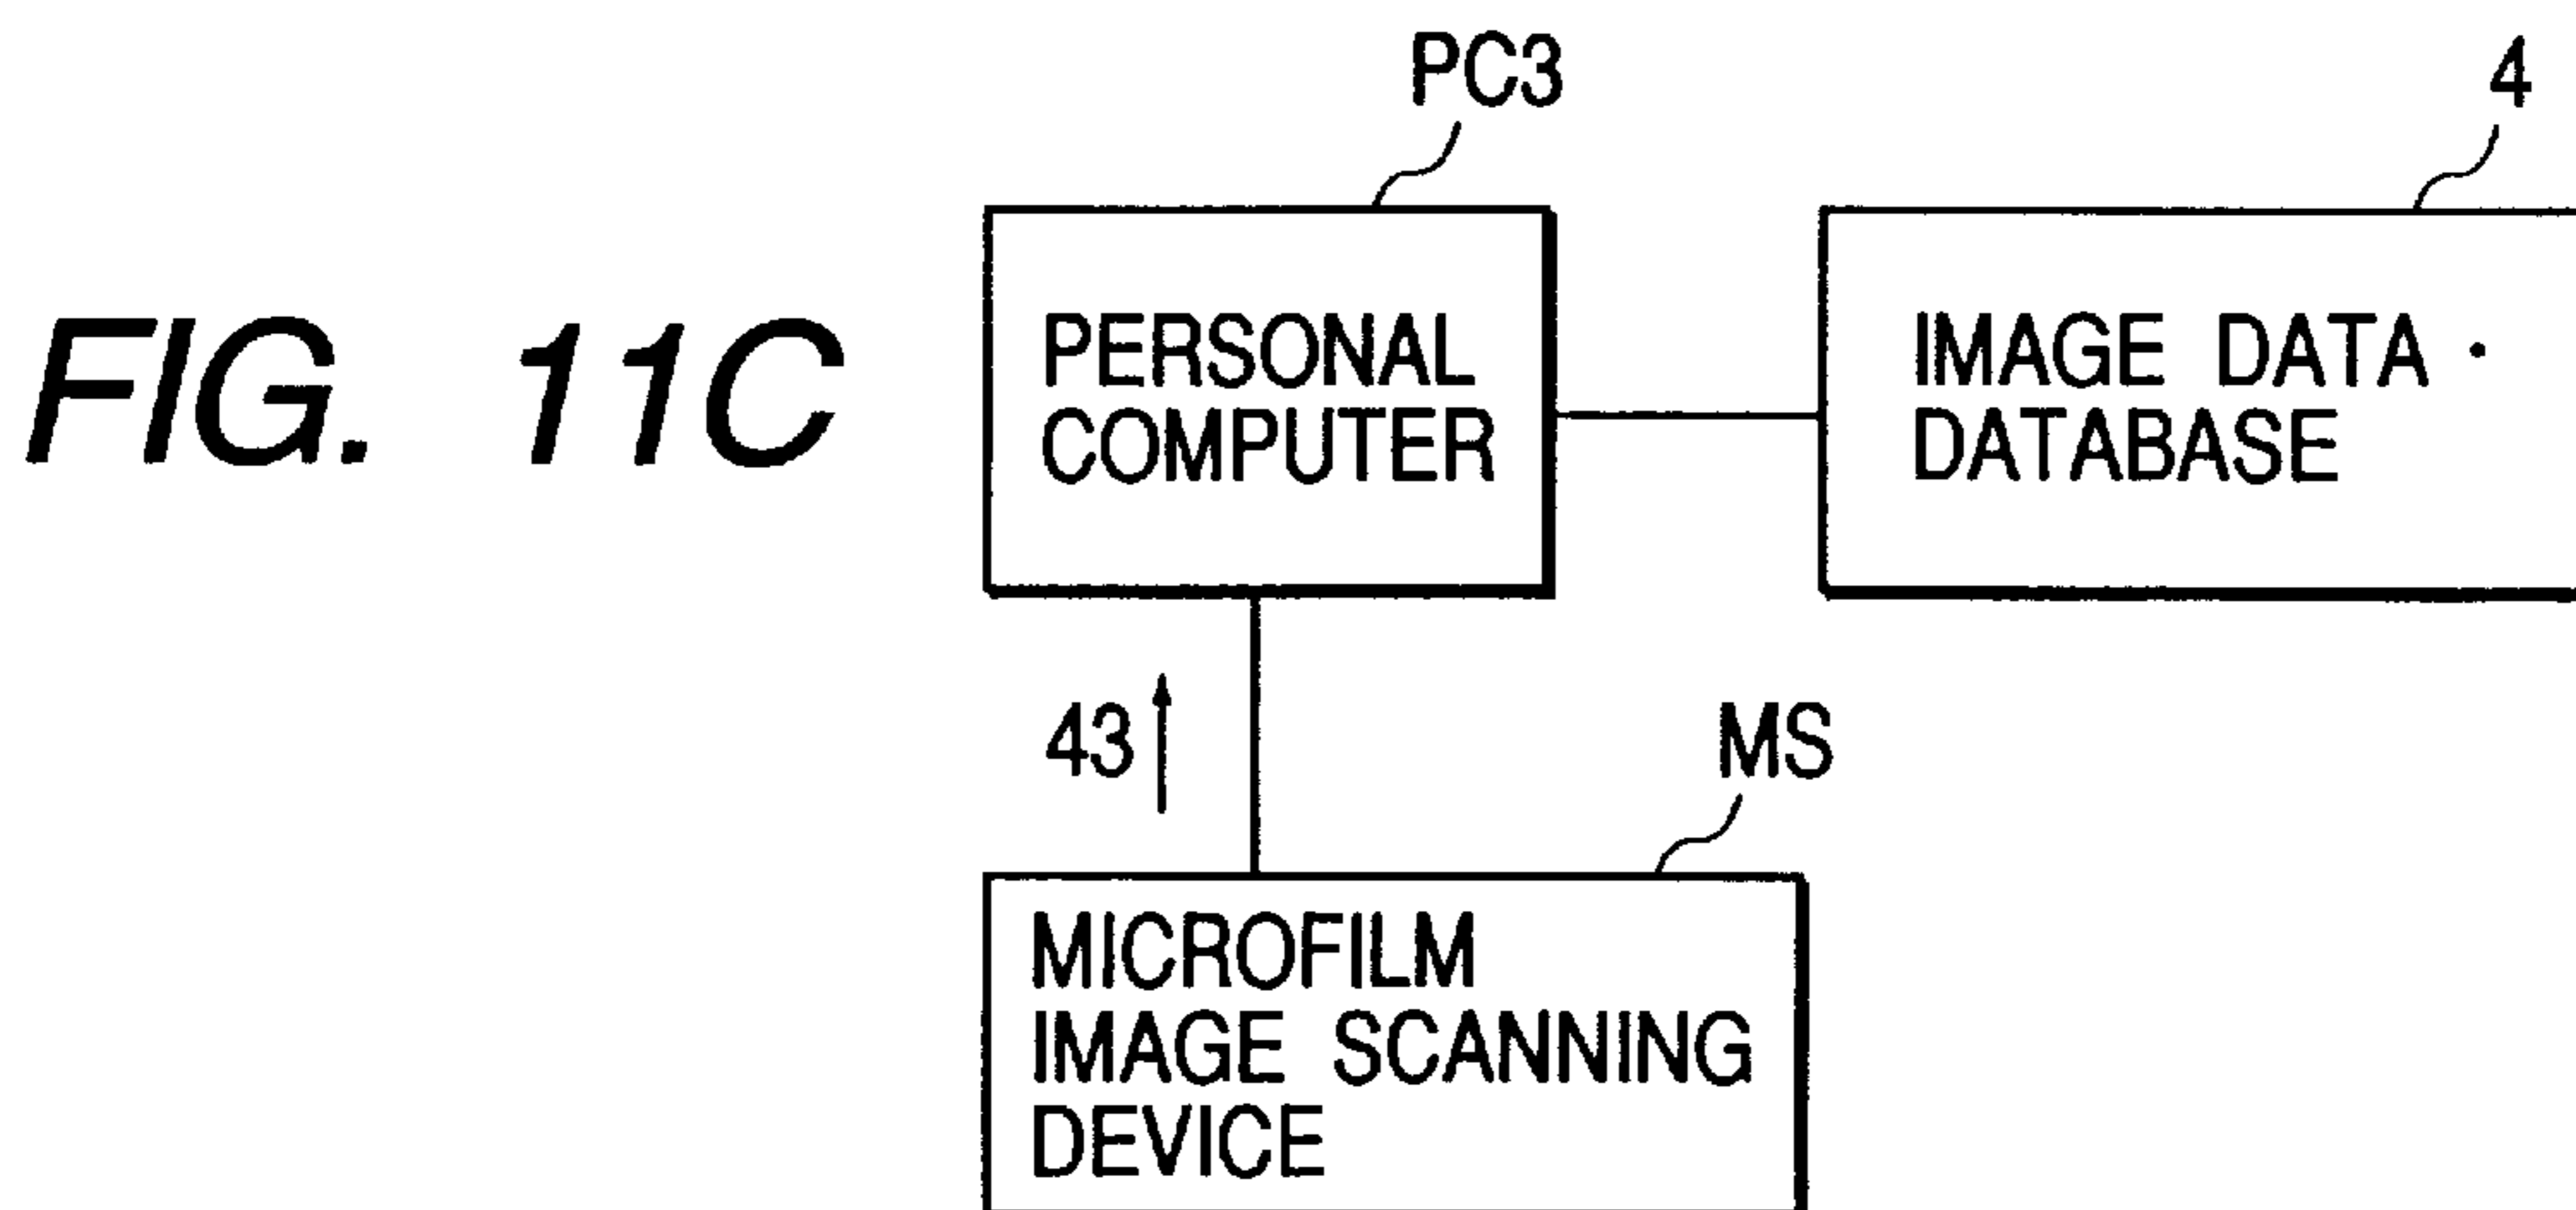 FIG. 11C
PC3
4
PERSONAL
COMPUTER
IMAGE DATA ·
DATABASE
43
MS
MICROFILM
IMAGE SCANNING
DEVICE